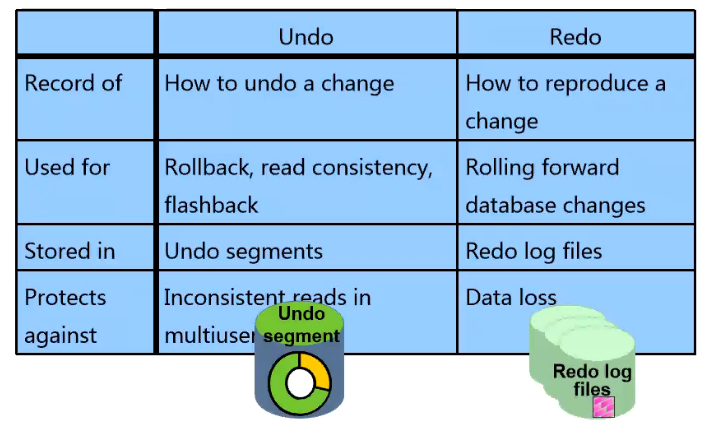 Undo
Redo
Record of
How to undo a change
How to reproduce a
change
Used for
Rollback, read consistency,
flashback
Rolling forward
database changes
Stored in
Undo segments
Redo log files
Protects
against
Inconsistent reads in
multiuser
Data loss
Undo
segment
Redo log
files